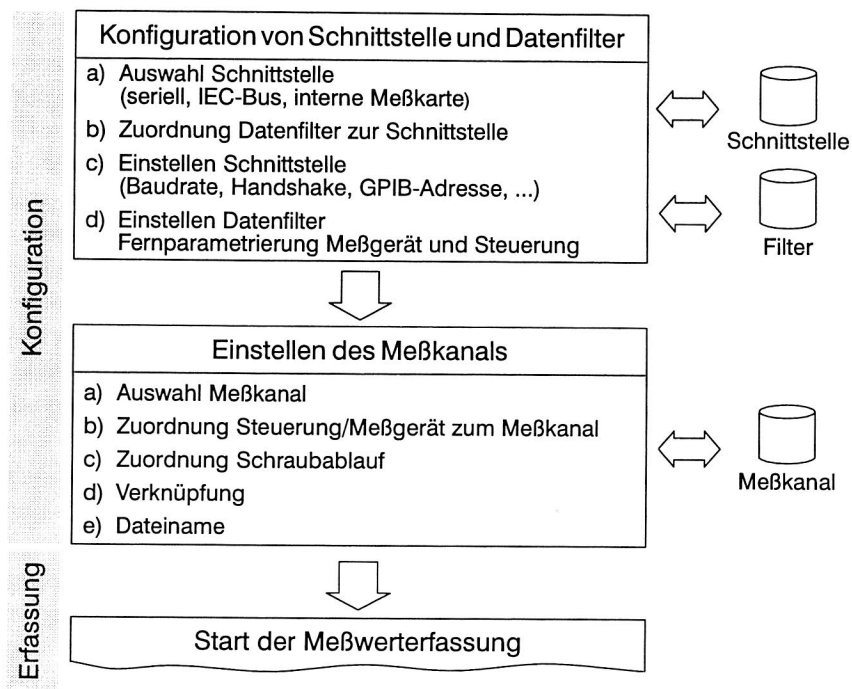 Konfiguration
Konfiguration von Schnittstelle und Datenfilter
a) Auswahl Schnittstelle
(seriell, IEC-Bus, interne Meßkarte)
b) Zuordnung Datenfilter zur Schnittstelle
c) Einstellen Schnittstelle
(Baudrate, Handshake, GPIB-Adresse, ...)
d) Einstellen Datenfilter
Fernparametrierung Meßgerät und Steuerung
Schnittstelle
Filter
Einstellen des Meßkanals
a) Auswahl Meßkanal
b) Zuordnung Steuerung/Meßgerät zum Meßkanal
c) Zuordnung Schraubablauf
d) Verknüpfung
e) Dateiname
Meßkanal
Erfassung
Start der Meßwerterfassung